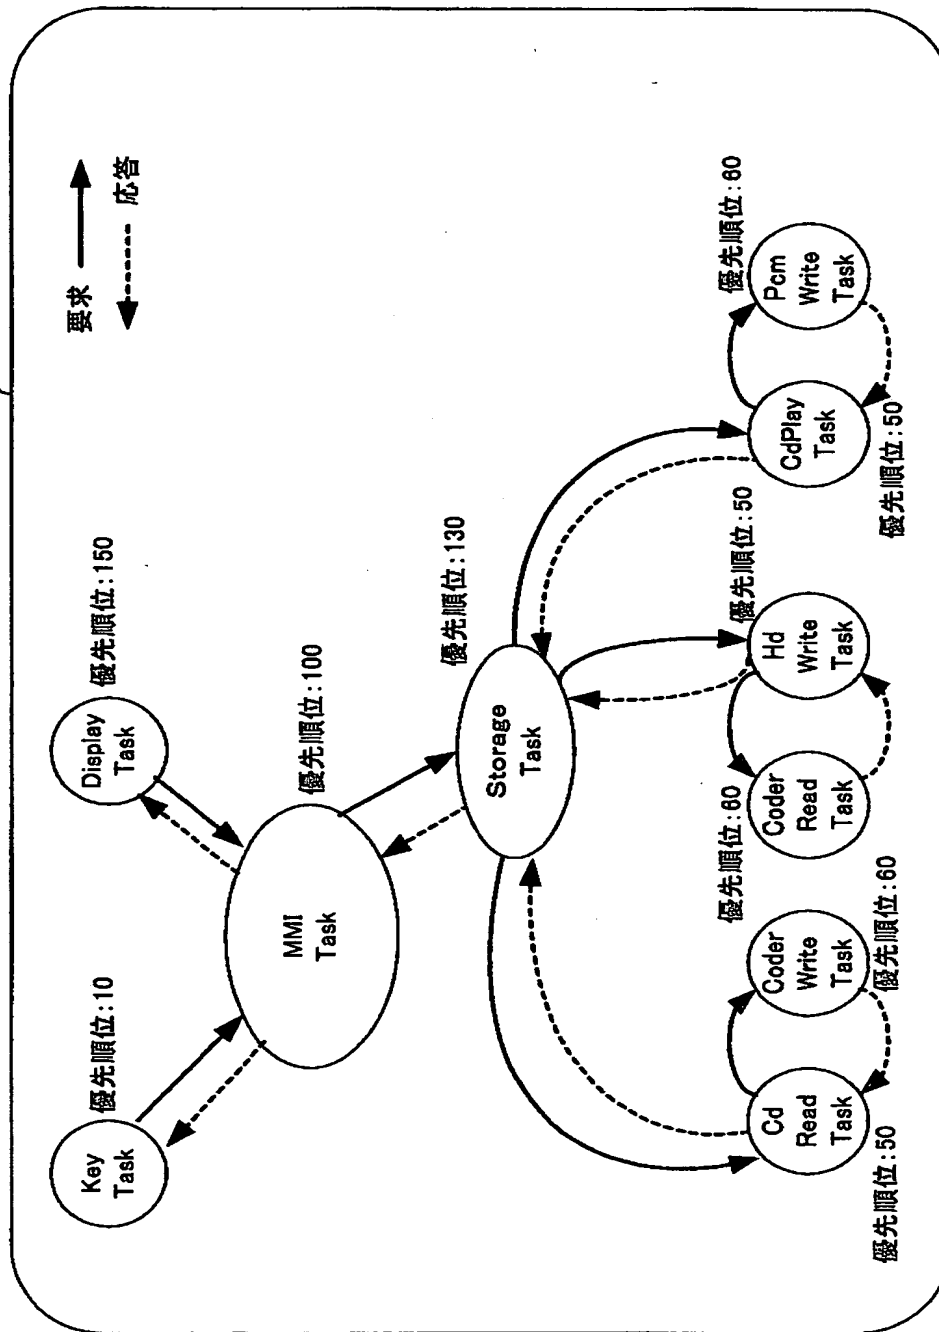 要求
応答
Key
Task
優先順位:10
Display
Task
優先順位:150
MMI
Task
優先順位:100
Storage
Task
優先順位:130
Cd
Read
Task
優先順位:50
Coder
Write
Task
優先順位:60
Coder
Read
Task
優先順位:60
Hd
Write
Task
優先順位:50
CdPlay
Task
優先順位:50
Pcm
Write
Task
優先順位:60